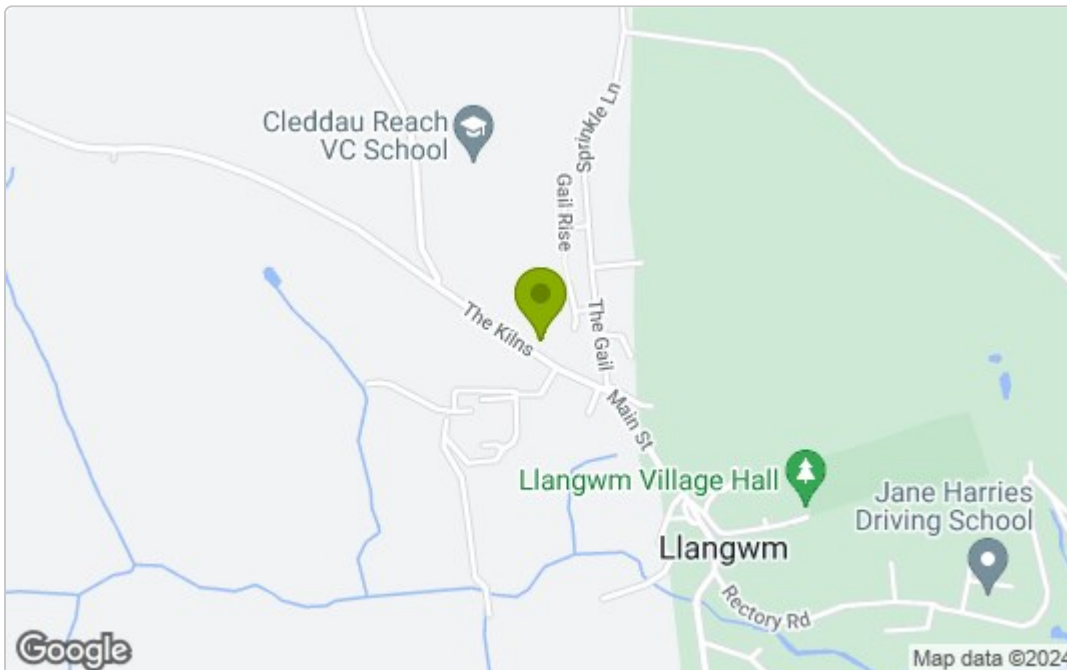 Cleddau Reach
VC School
Sprinkle Ln
Gail Rise
The Kilns
The Gail
Main St
Llangwm Village Hall
Jane Harries
Driving School
Llangwm
Rectory Rd
Google
Map data ©2024